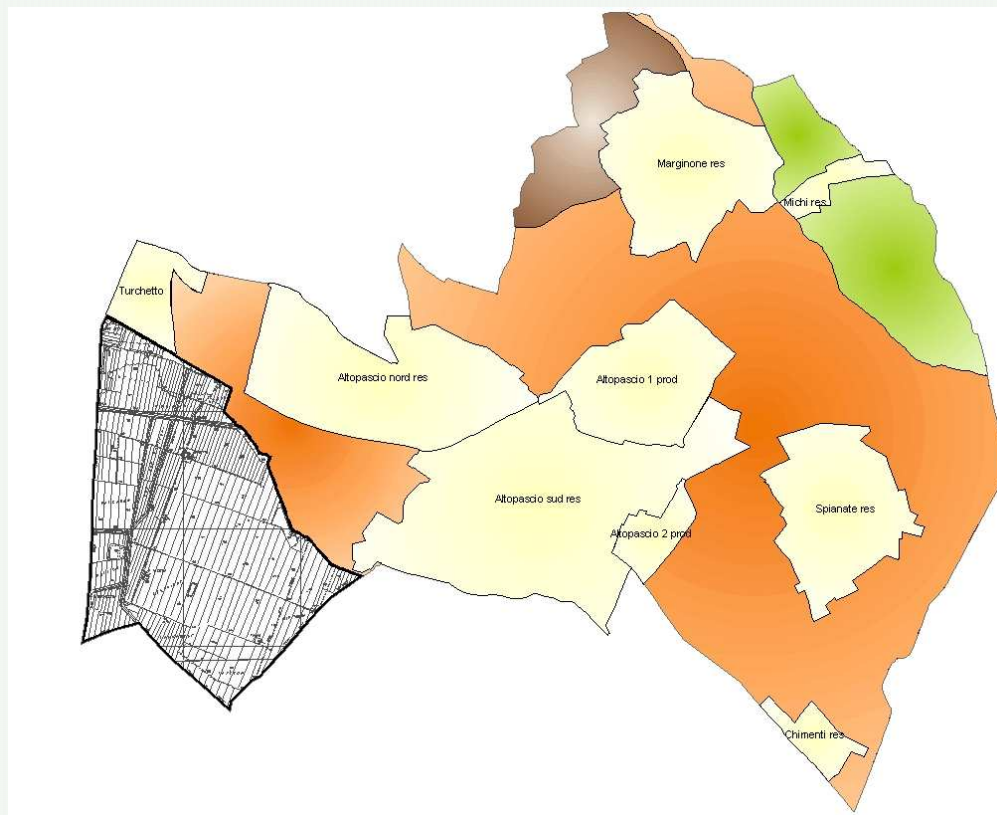 Marginone res
Michi res
Turchetto
Altopascio nord res
Altopascio 1 prod
Altopascio sud res
Spianate res
Altopascio 2 prod
Chimenti res